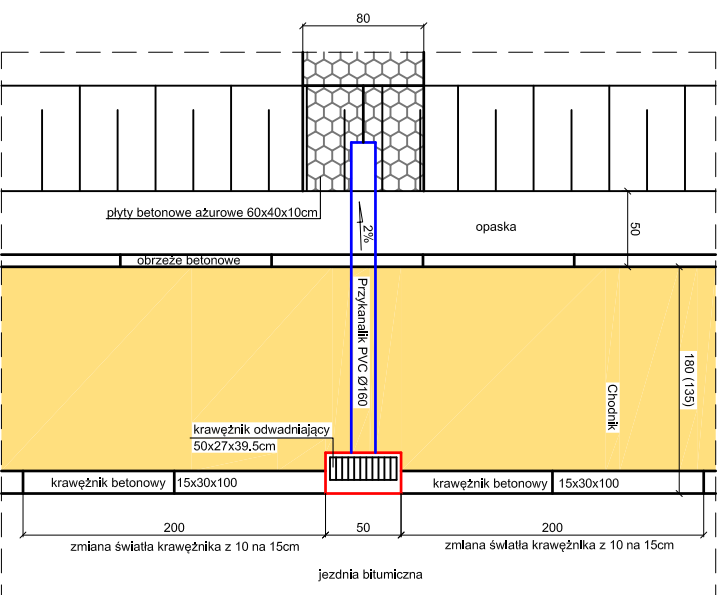 80
płyty betonowe ażurowe 60x40x10cm
2%
opaska
50
obrzeże betonowe
Przykanalik PVC Ø160
180 (135)
Chodnik
krawężnik odwadniający
50x27x39.5cm
krawężnik betonowy 15x30x100
krawężnik betonowy 15x30x100
200
50
200
zmiana światła krawężnika z 10 na 15cm
zmiana światła krawężnika z 10 na 15cm
jezdnia bitumiczna